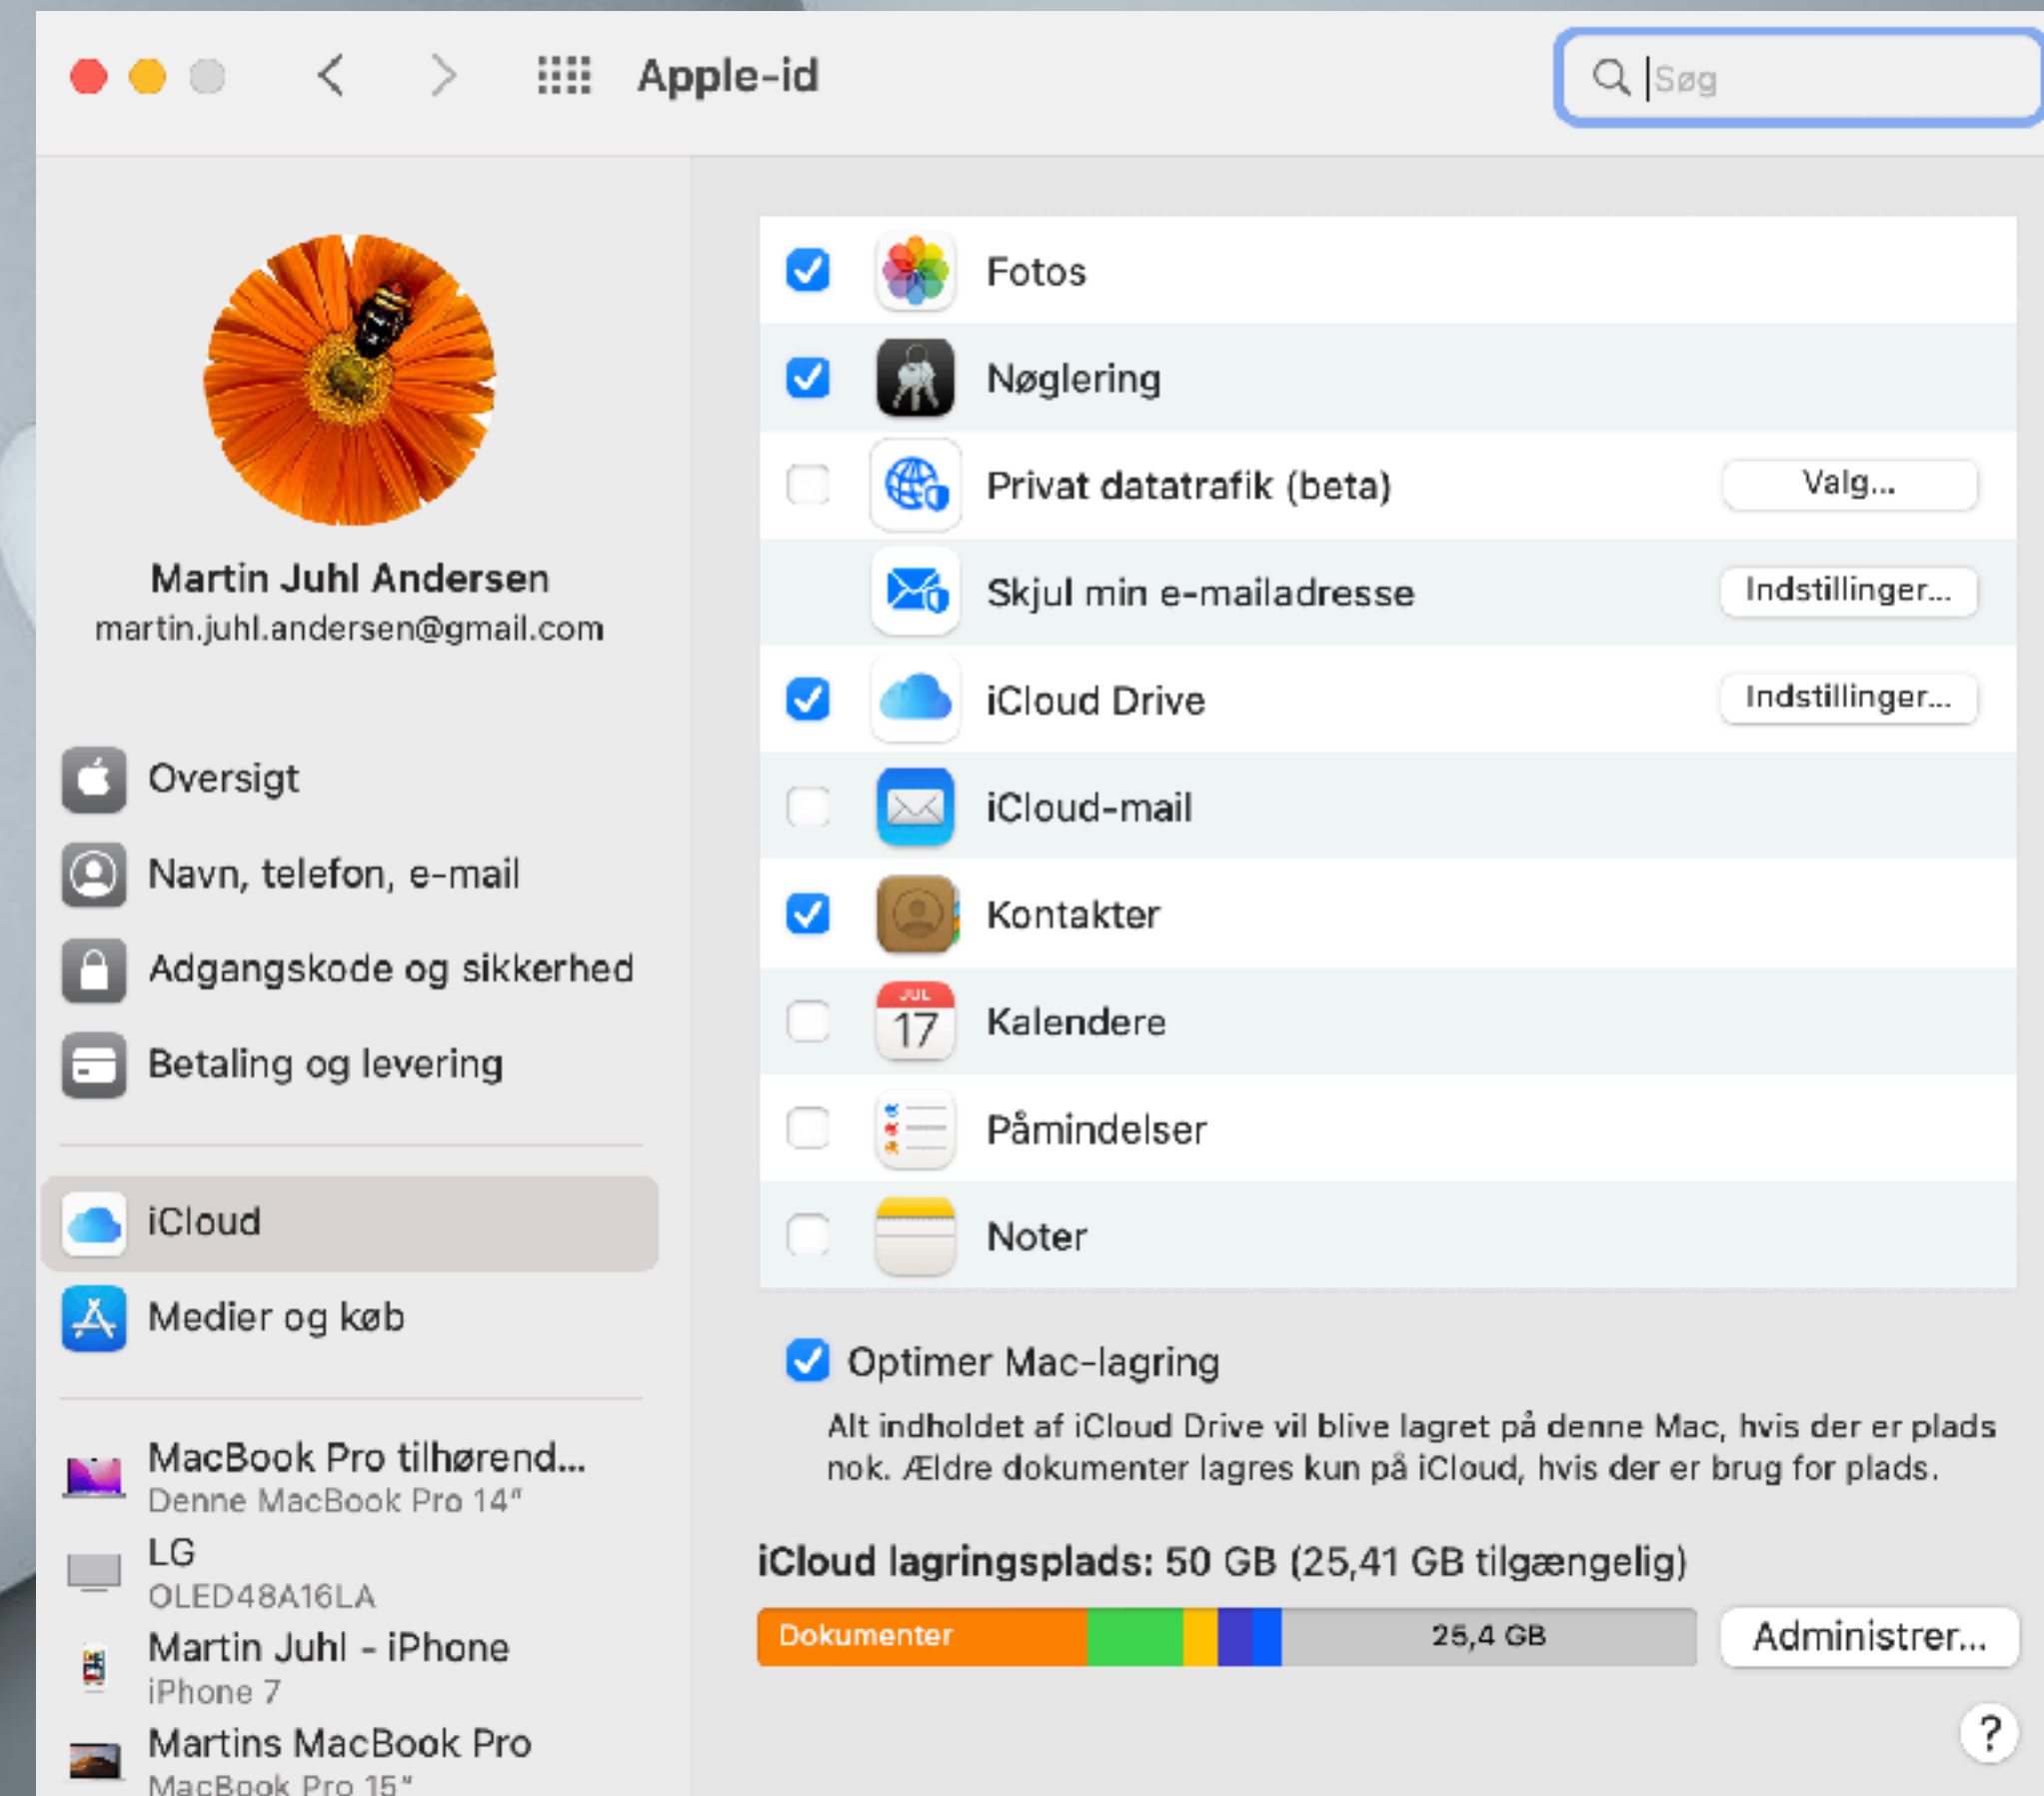 Apple-id
Søg
Martin Juhl Andersen
martin.juhl.andersen@gmail.com
Oversigt
Navn, telefon, e-mail
Adgangskode og sikkerhed
Betaling og levering
iCloud
Medier og køb
MacBook Pro tilhørend...
Denne MacBook Pro 14"
LG
OLED48A16LA
Martin Juhl - iPhone
iPhone 7
Martins MacBook Pro
MacBook Pro 15"
Fotos
Nøglering
Privat datatrafik (beta)
Valg...
Skjul min e-mailadresse
Indstillinger...
iCloud Drive
Indstillinger...
iCloud-mail
Kontakter
JUL
17
Kalendere
Påmindelser
Noter
Optimer Mac-lagring
Alt indholdet af iCloud Drive vil blive lagret på denne Mac, hvis der er plads
nok. Ældre dokumenter lagres kun på iCloud, hvis der er brug for plads.
iCloud lagringsplads: 50 GB (25,41 GB tilgængelig)
Dokumenter
25,4 GB
Administrer...
?